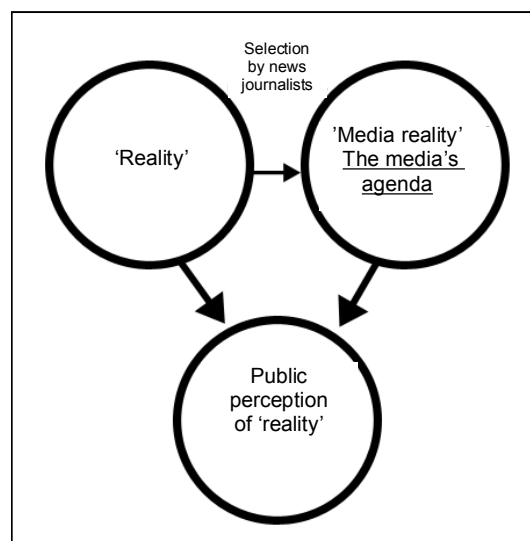 Selection
by news
journalists
‘Reality’
’Media reality’
The media’s
agenda
Public
perception
of ‘reality’